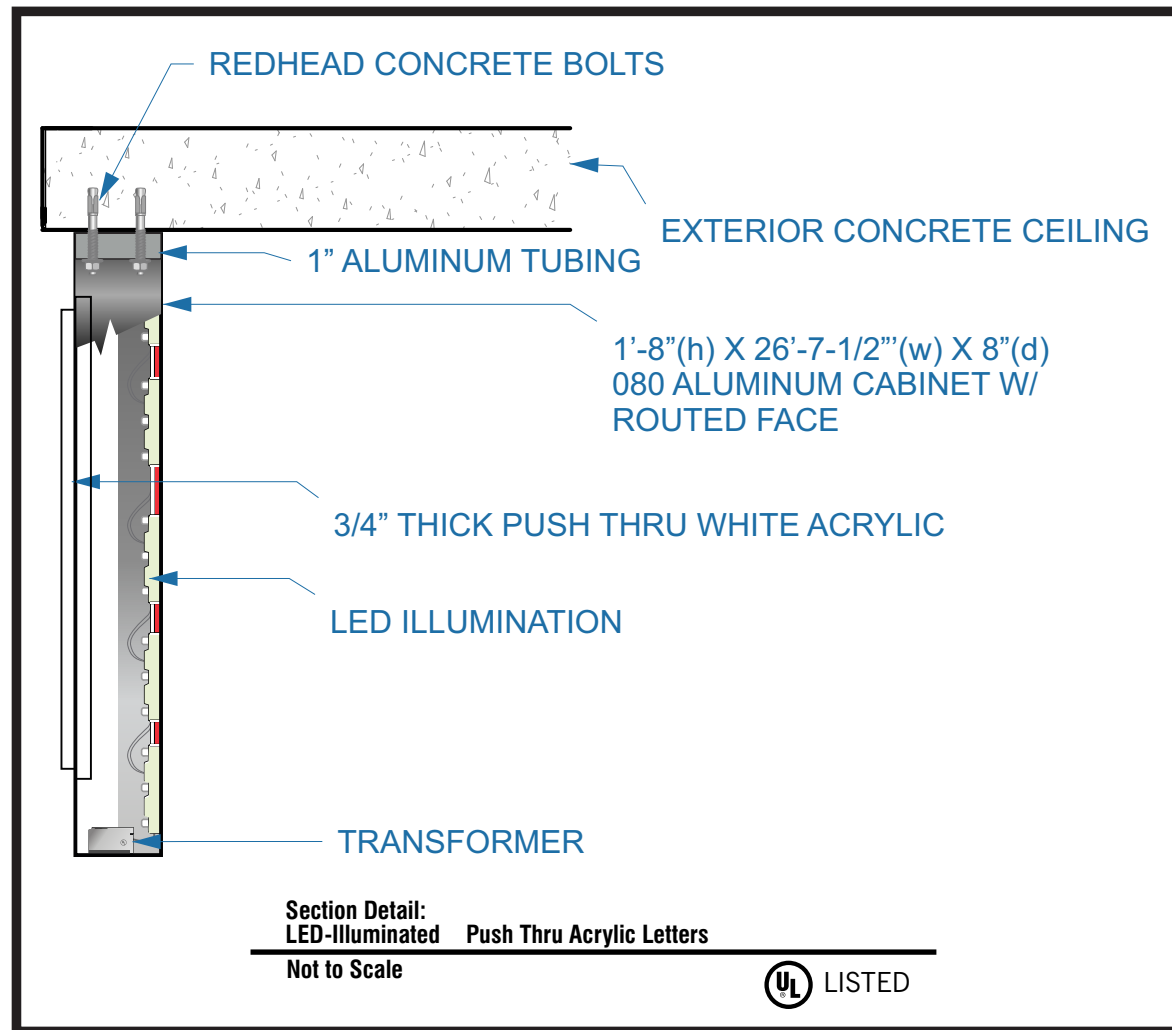 REDHEAD CONCRETE BOLTS
EXTERIOR CONCRETE CEILING
1” ALUMINUM TUBING
1’-8”(h) X 26’-7-1/2”’(w) X 8”(d)
080 ALUMINUM CABINET W/
ROUTED FACE
3/4” THICK PUSH THRU WHITE ACRYLIC
LED ILLUMINATION
TRANSFORMER
Section Detail:
LED-Illuminated Push Thru Acrylic Letters
Not to Scale
UL ® LISTED